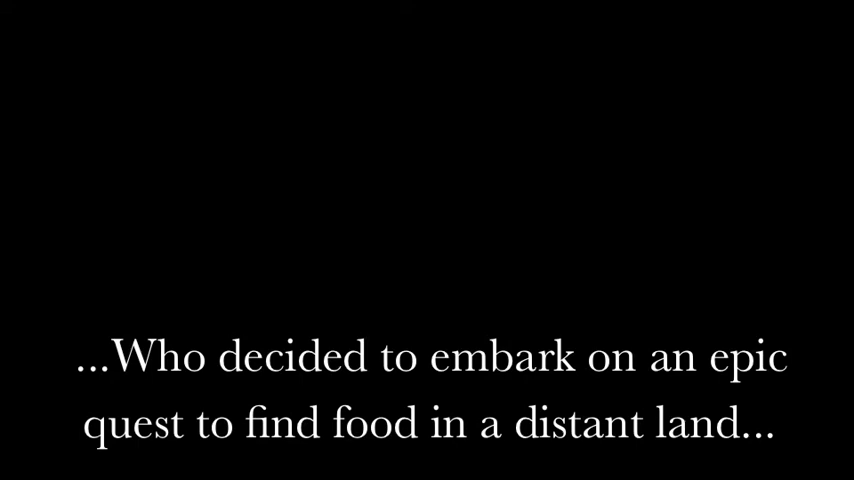 ...Who decided to embark on an epic
quest to find food in a distant land...